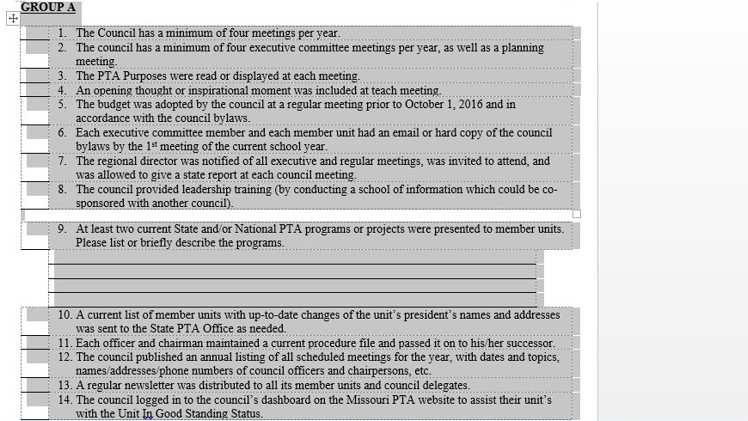 GROUP A
1. The Council has a minimum of four meetings per year.
2. The council has a minimum of four executive committee meetings per year, as well as a planning
meeting.
3. The PTA Purposes were read or displayed at each meeting.
4. An opening thought or inspirational moment was included at teach meeting.
5. The budget was adopted by the council at a regular meeting prior to October 1, 2016 and in
accordance with the council bylaws.
6. Each executive committee member and each member unit had an email or hard copy of the council
bylaws by the 1st meeting of the current school year.
7. The regional director was notified of all executive and regular meetings, was invited to attend, and
was allowed to give a state report at each council meeting.
8. The council provided leadership training (by conducting a school of information which could be co-
sponsored with another council).
9. At least two current State and/or National PTA programs or projects were presented to member units.
Please list or briefly describe the programs.
10. A current list of member units with up-to-date changes of the unit's president's names and addresses
was sent to the State PTA Office as needed.
11. Each officer and chairman maintained a current procedure file and passed it on to his/her successor.
12. The council published an annual listing of all scheduled meetings for the year, with dates and topics,
names/addresses/phone numbers of council officers and chairpersons, etc.
13. A regular newsletter was distributed to all its member units and council delegates.
14. The council logged in to the council's dashboard on the Missouri PTA website to assist their unit's
with the Unit In Good Standing Status.